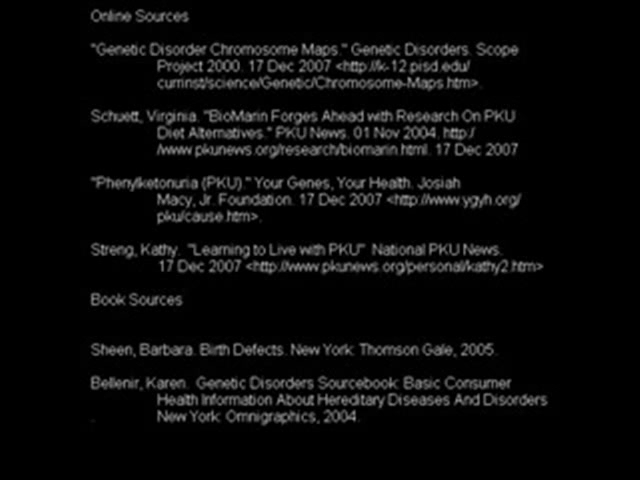 Online Sources
"Genetic Disorder Chromosome Maps." Genetic Disorders. Scope
Project 2000. 17 Dec 2007 <http://k-12.pisd.edu/
currinst/science/Genetic/Chromosome-Maps.htm>.
Schuett, Virginia. "BioMarin Forges Ahead with Research On PKU
Diet Alternatives." PKU News. 01 Nov 2004. http:/
/www.pkunews.org/research/biomarin.html. 17 Dec 2007
"Phenylketonuria (PKU)." Your Genes, Your Health. Josiah
Macy, Jr. Foundation. 17 Dec 2007 <http://www.ygyh.org/
pku/cause.htm>.
Streng, Kathy. "Learning to Live with PKU" National PKU News.
17 Dec 2007 <http://www.pkunews.org/personal/kathy2.htm>
Book Sources
Sheen, Barbara. Birth Defects. New York: Thomson Gale, 2005.
Bellenir, Karen. Genetic Disorders Sourcebook: Basic Consumer
Health Information About Hereditary Diseases And Disorders
New York: Omnigraphics, 2004.